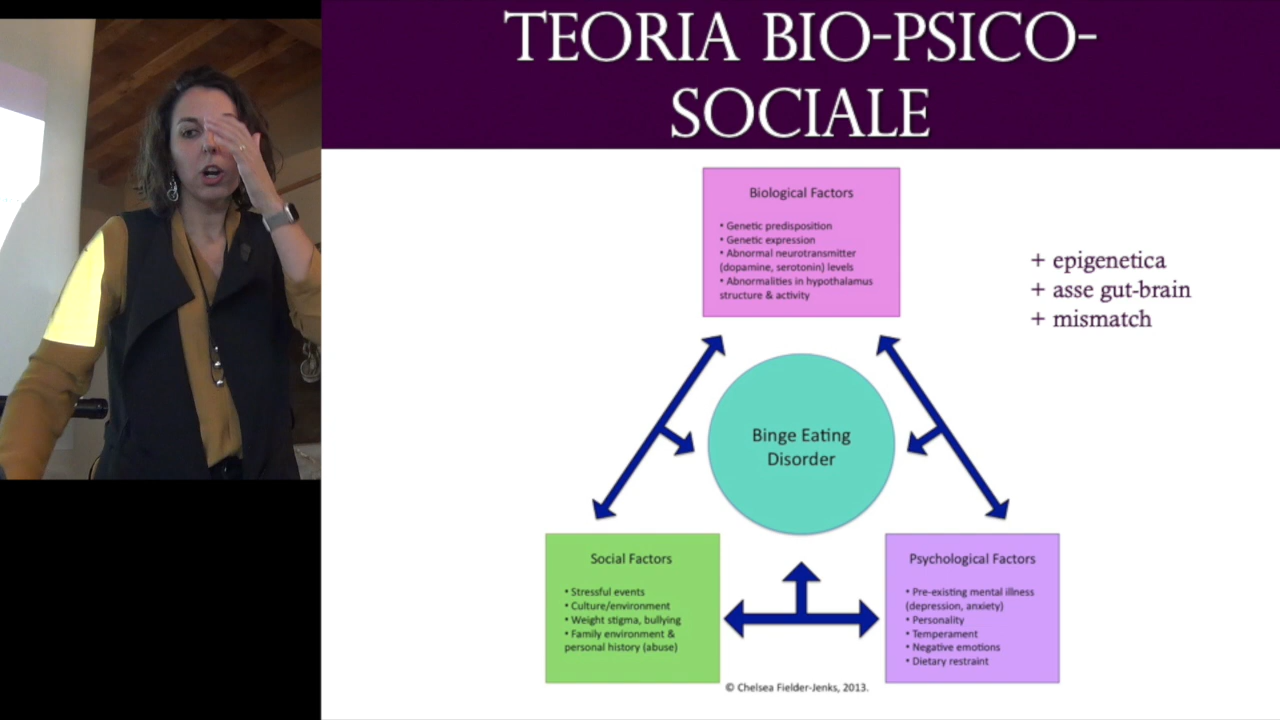 TEORIA BIO-PSICO-
SOCIALE
Biological Factors
• Genetic predisposition
• Genetic expression
• Abnormal neurotransmitter
(dopamine, serotonin) levels
• Abnormalities in hypothalamus
structure & activity
+ epigenetica
+ asse gut-brain
+ mismatch
Binge Eating
Disorder
Social Factors
• Stressful events
• Culture/environment
• Weight stigma, bullying
• Family environment &
personal history (abuse)
Psychological Factors
• Pre-existing mental illness
(depression, anxiety)
• Personality
• Temperament
• Negative emotions
• Dietary restraint
© Chelsea Fielder-Jenks, 2013.